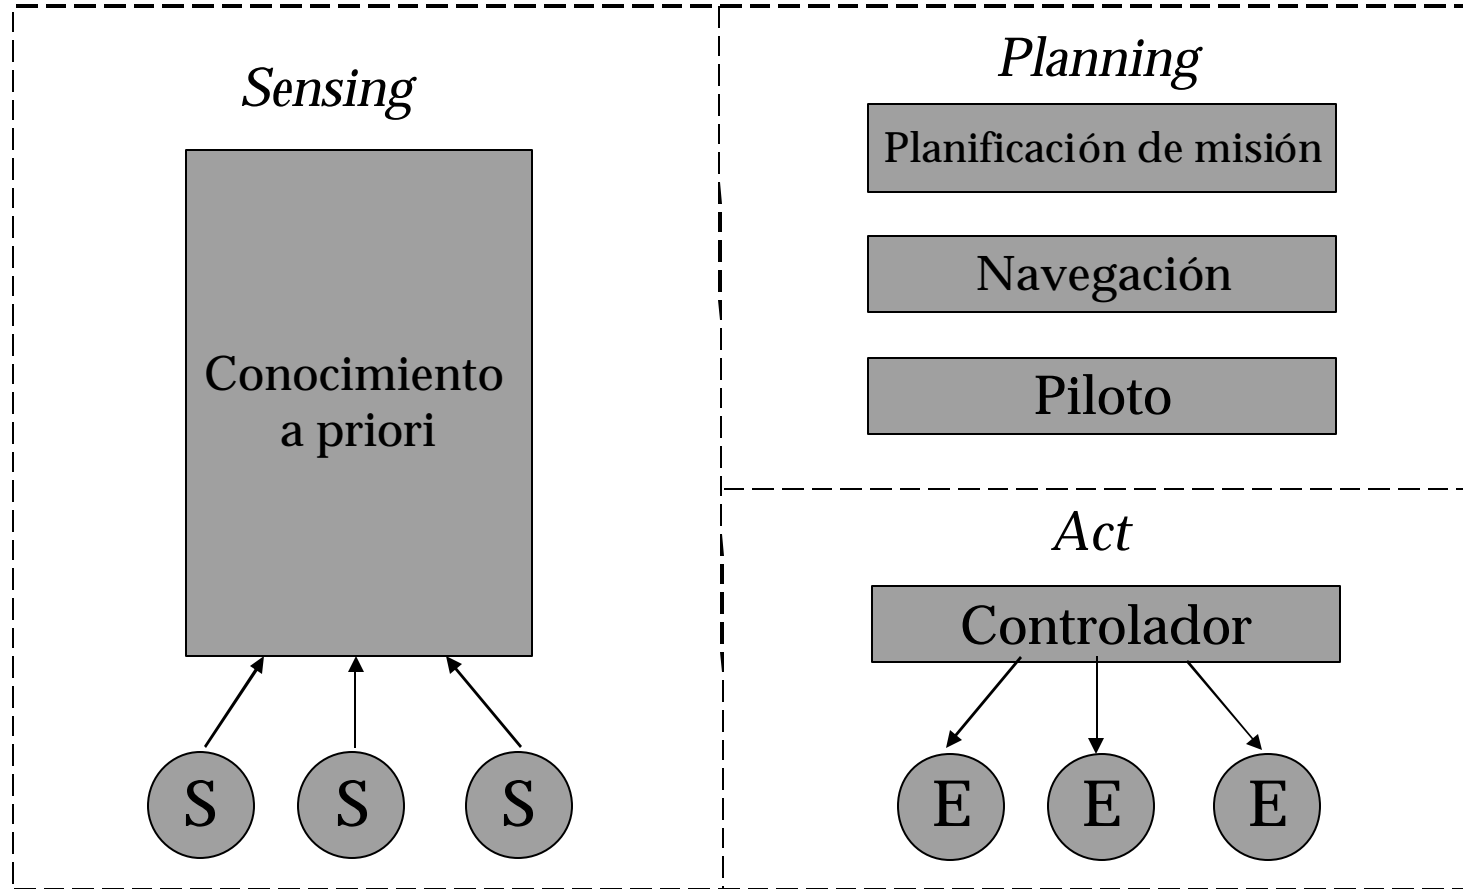 Sensing
Conocimiento
a priori
S S S
Planning
Planificación de misión
Navegación
Piloto
Act
Controlador
E E E